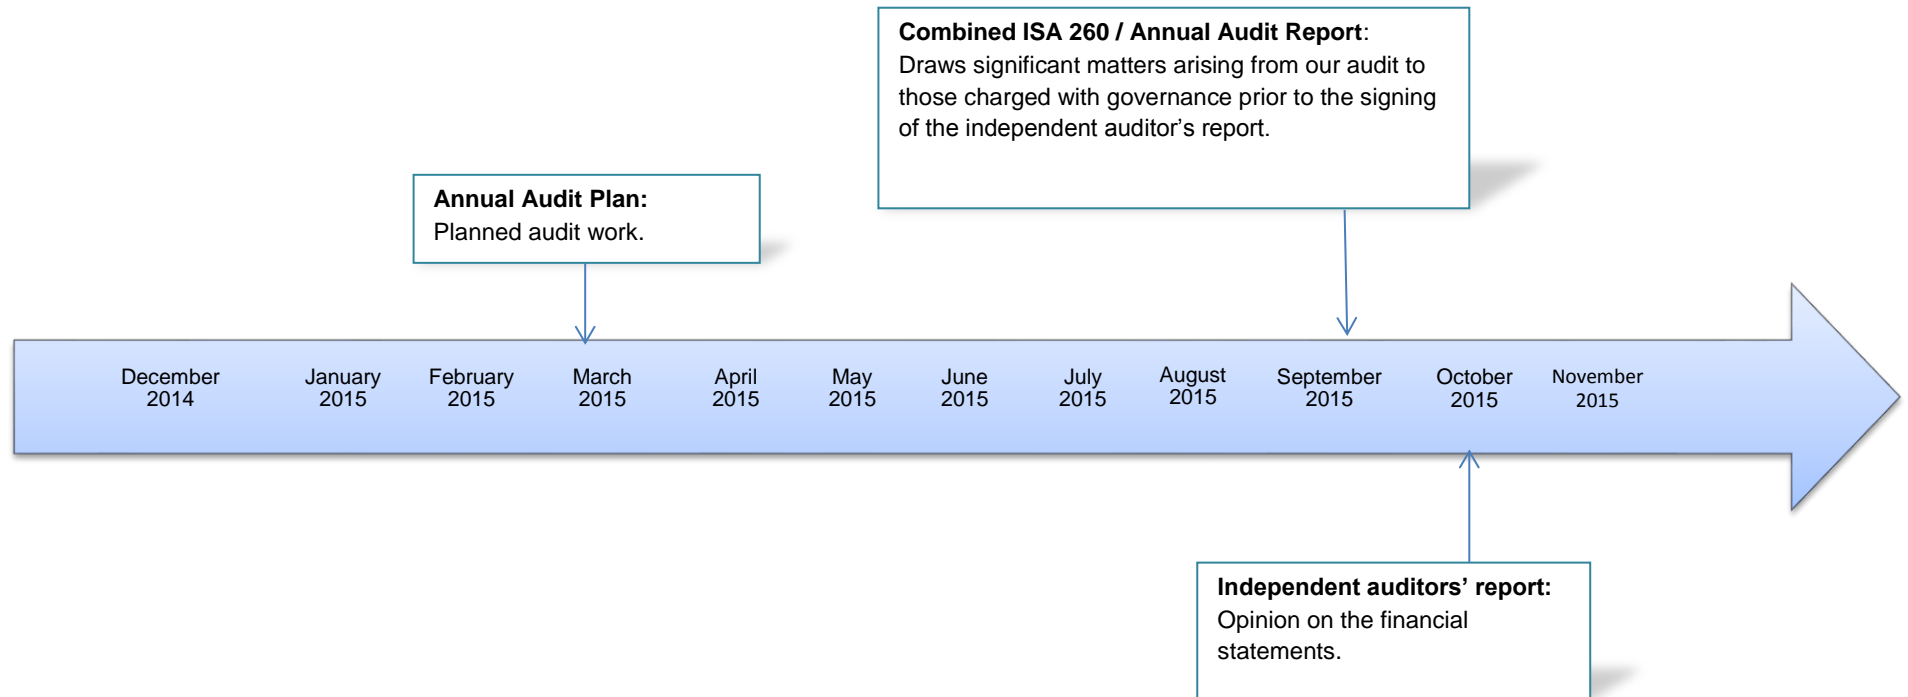 Combined ISA 260 / Annual Audit Report:
Draws significant matters arising from our audit to
those charged with governance prior to the signing
of the independent auditor’s report.
Annual Audit Plan:
Planned audit work.
December
2014
January
2015
February
2015
March
2015
April
2015
May
2015
June
2015
July
2015
August
2015
September
2015
October
2015
November
2015
Independent auditors’ report:
Opinion on the financial
statements.